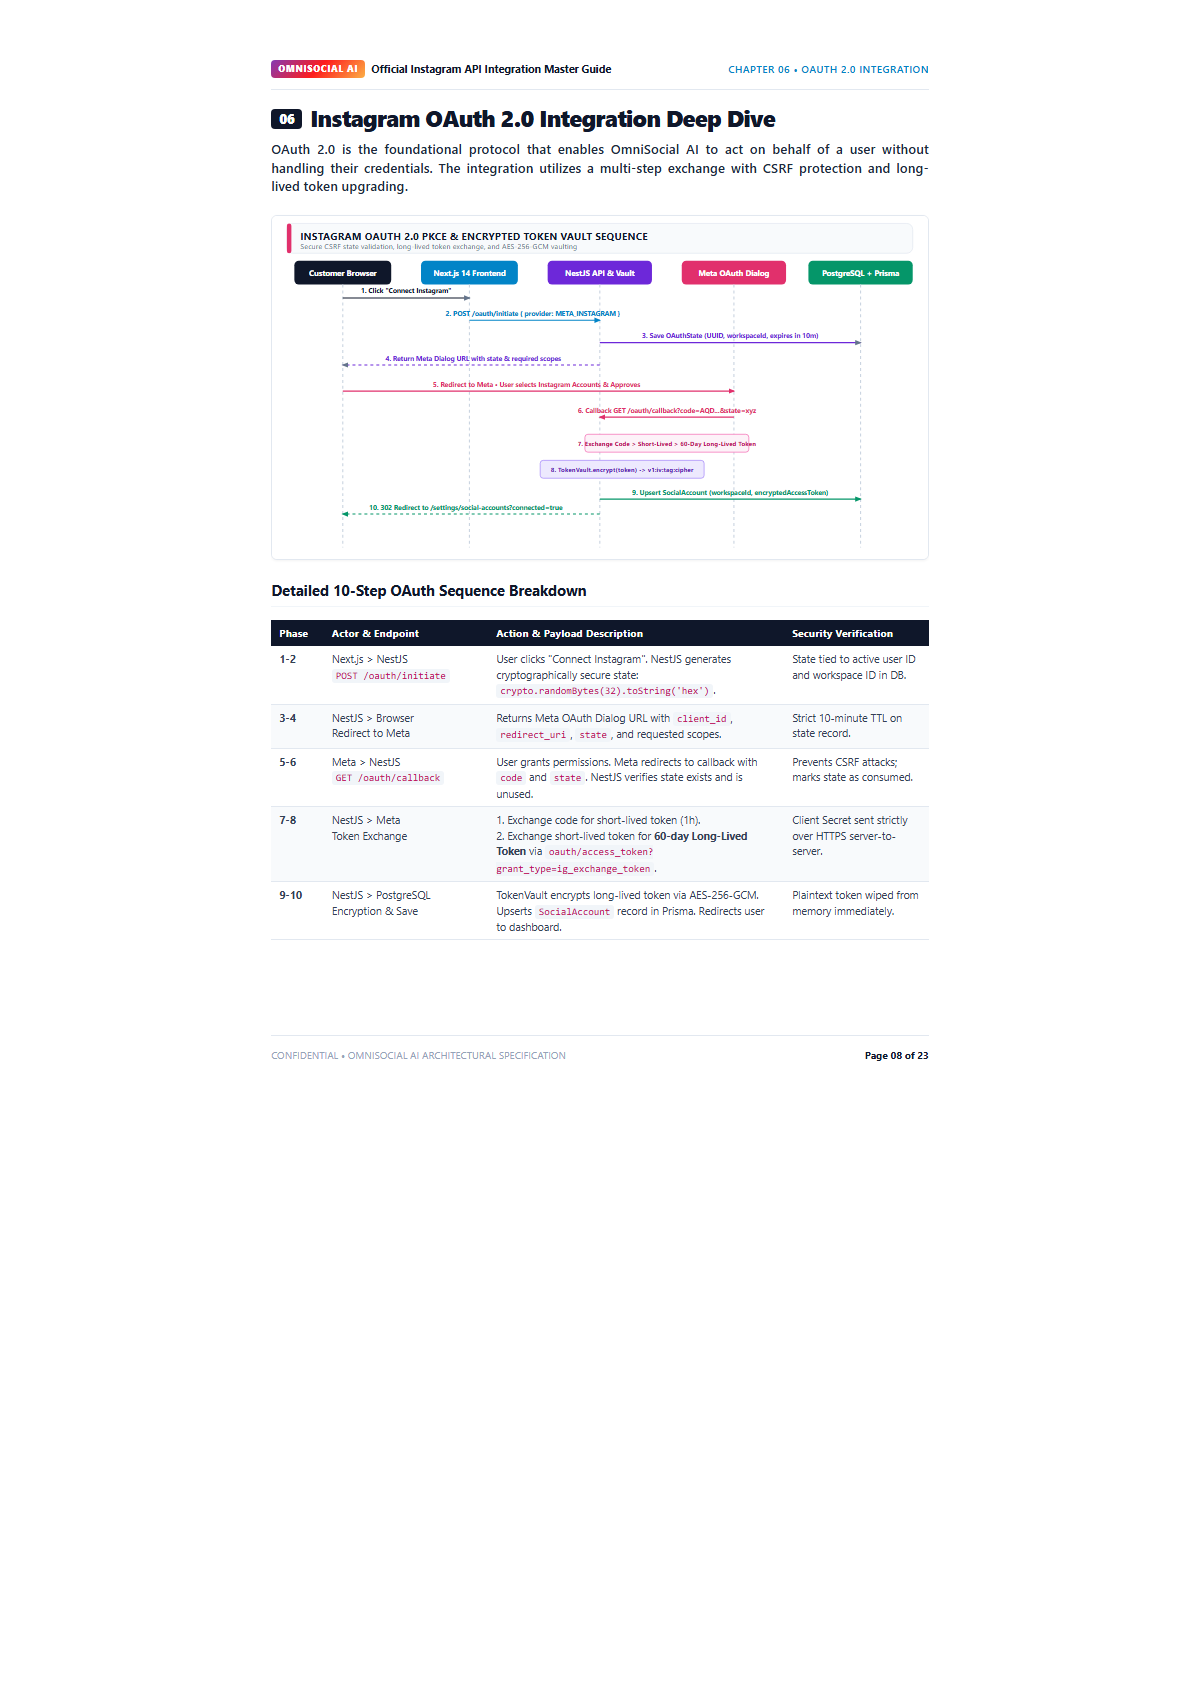 OMNISOCIAL AI Official Instagram API Integration Master Guide CHAPTER 06 • OAUTH 2.0 INTEGRATION
06 Instagram OAuth 2.0 Integration Deep Dive
OAuth 2.0 is the foundational protocol that enables OmniSocial AI to act on behalf of a user without
handling their credentials. The integration utilizes a multi-step exchange with CSRF protection and long-
lived token upgrading.
INSTAGRAM OAUTH 2.0 PKCE & ENCRYPTED TOKEN VAULT SEQUENCE
Secure CSRF state validation, long-lived token exchange, and AES-256-GCM vaulting
Customer Browser Next.js 14 Frontend NestJS API & Vault Meta OAuth Dialog PostgreSQL + Prisma
1. Click "Connect Instagram"
2. POST /oauth/initiate { provider: META_INSTAGRAM }
3. Save OAuthState (UUID, workspaceId, expires in 10m)
4. Return Meta Dialog URL with state & required scopes
5. Redirect to Meta • User selects Instagram Accounts & Approves
6. Callback GET /oauth/callback?code=AQD...&state=xyz
7. Exchange Code > Short-Lived > 60-Day Long-Lived Token
8. TokenVault.encrypt(token) -> v1:iv:tag:cipher
9. Upsert SocialAccount (workspaceId, encryptedAccessToken)
10. 302 Redirect to /settings/social-accounts?connected=true
Detailed 10-Step OAuth Sequence Breakdown
Phase Actor & Endpoint Action & Payload Description Security Verification
1-2 Next.js > NestJS User clicks "Connect Instagram". NestJS generates State tied to active user ID
POST /oauth/initiate cryptographically secure state: and workspace ID in DB.
crypto.randomBytes(32).toString('hex') .
3-4 NestJS > Browser Returns Meta OAuth Dialog URL with client_id , Strict 10-minute TTL on
Redirect to Meta redirect_uri , state , and requested scopes. state record.
5-6 Meta > NestJS User grants permissions. Meta redirects to callback with Prevents CSRF attacks;
GET /oauth/callback code and state . NestJS verifies state exists and is marks state as consumed.
unused.
7-8 NestJS > Meta 1. Exchange code for short-lived token (1h). Client Secret sent strictly
Token Exchange 2. Exchange short-lived token for 60-day Long-Lived over HTTPS server-to-
Token via oauth/access_token? server.
grant_type=ig_exchange_token .
9-10 NestJS > PostgreSQL TokenVault encrypts long-lived token via AES-256-GCM. Plaintext token wiped from
Encryption & Save Upserts SocialAccount record in Prisma. Redirects user memory immediately.
to dashboard.
CONFIDENTIAL • OMNISOCIAL AI ARCHITECTURAL SPECIFICATION Page 08 of 23